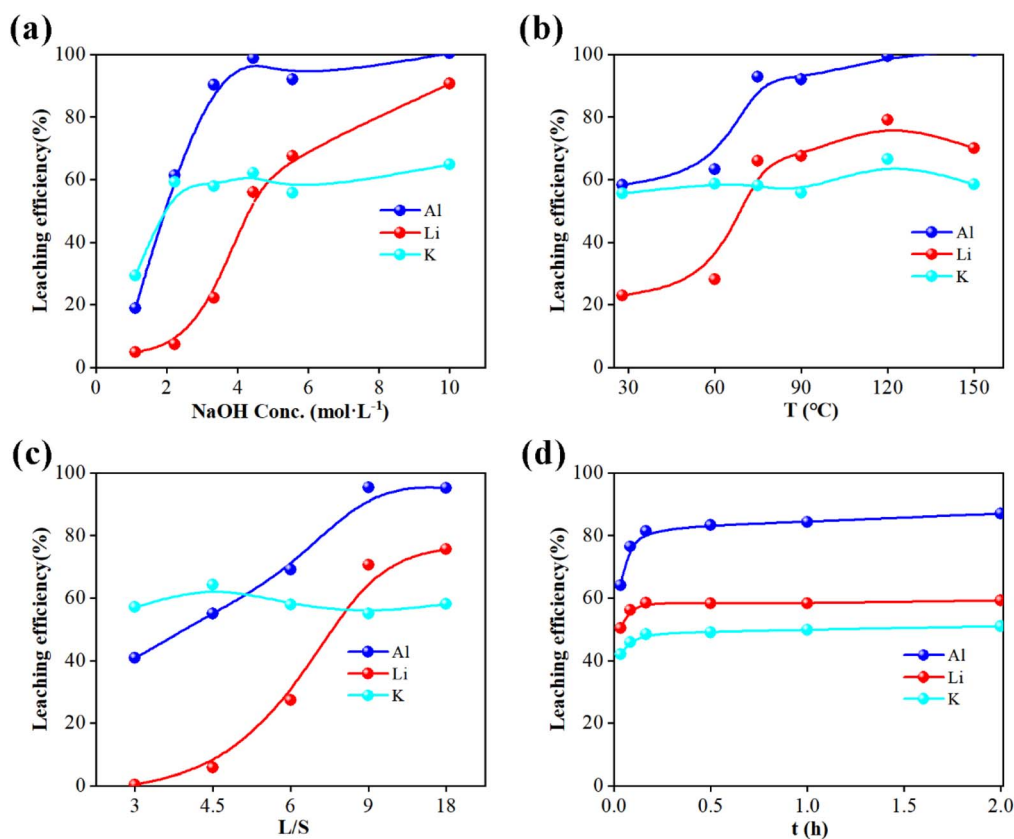 (a)
Leaching efficiency(%)
100
80
60
40
20
0
Al
Li
K
0 2 4 6 8 10
NaOH Conc. (mol·L⁻¹)
(b)
Leaching efficiency(%)
100
80
60
40
20
0
Al
Li
K
30 60 90 120 150
T (°C)
(c)
Leaching efficiency(%)
100
80
60
40
20
0
Al
Li
K
3 4.5 6 9 18
L/S
(d)
Leaching efficiency(%)
100
80
60
40
20
0
Al
Li
K
0.0 0.5 1.0 1.5 2.0
t (h)